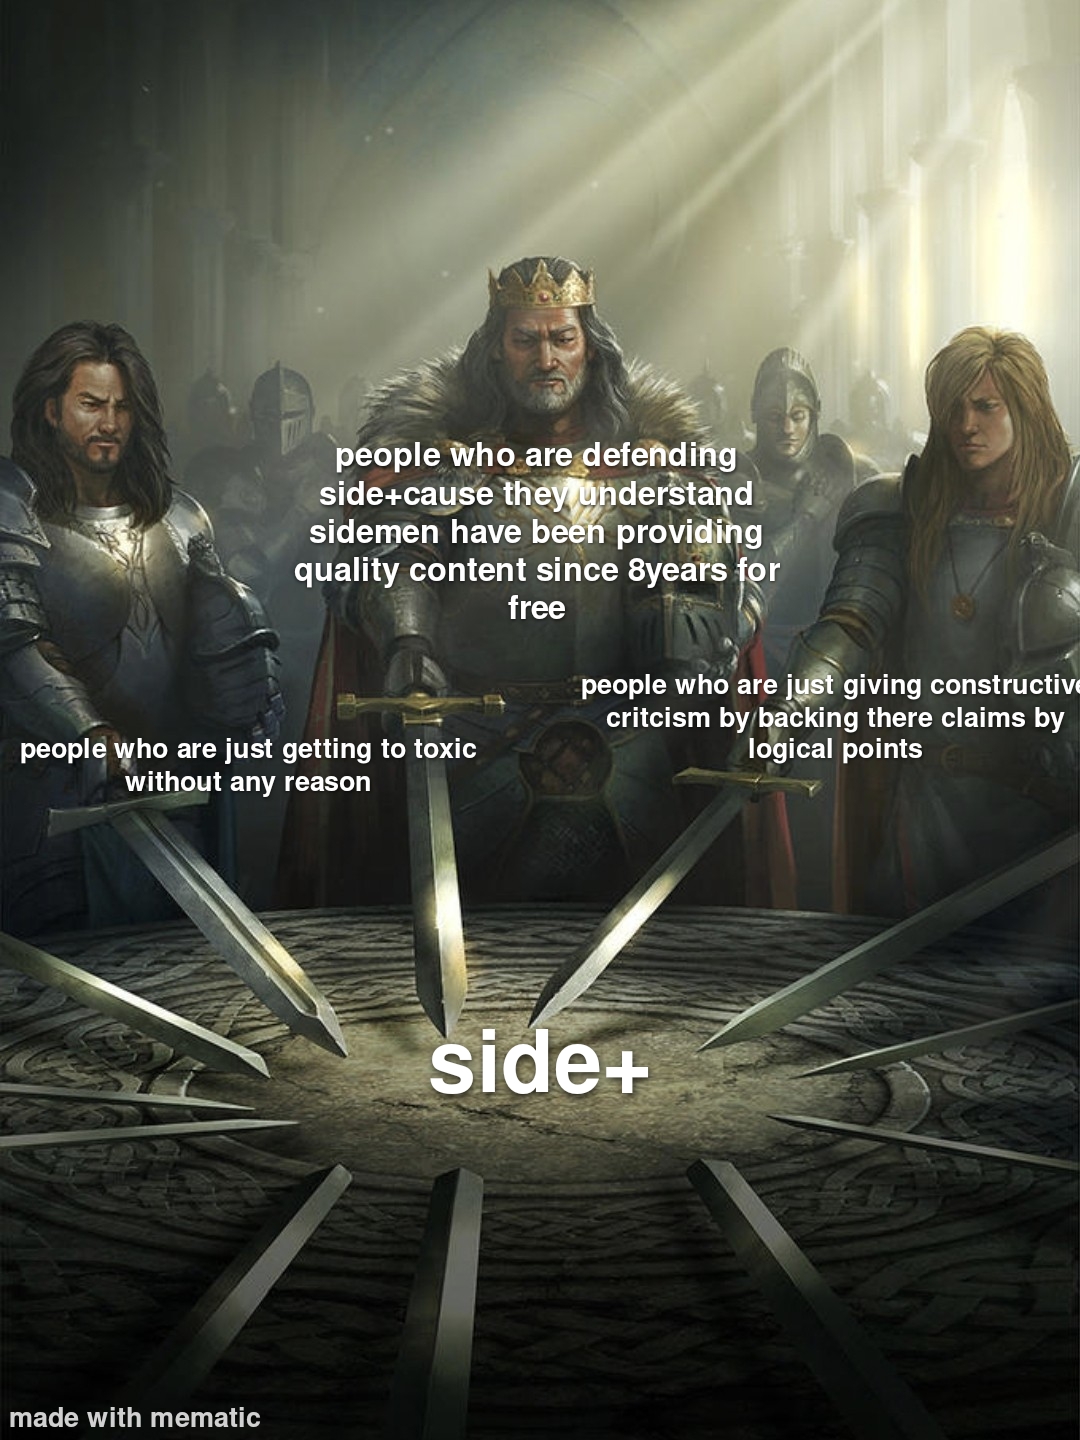 people who are defending
side+cause they understand
sidemen have been providing
quality content since 8years for
free
people who are just giving constructive
critcism by backing there claims by
logical points
people who are just getting to toxic
without any reason
side+
made with mematic